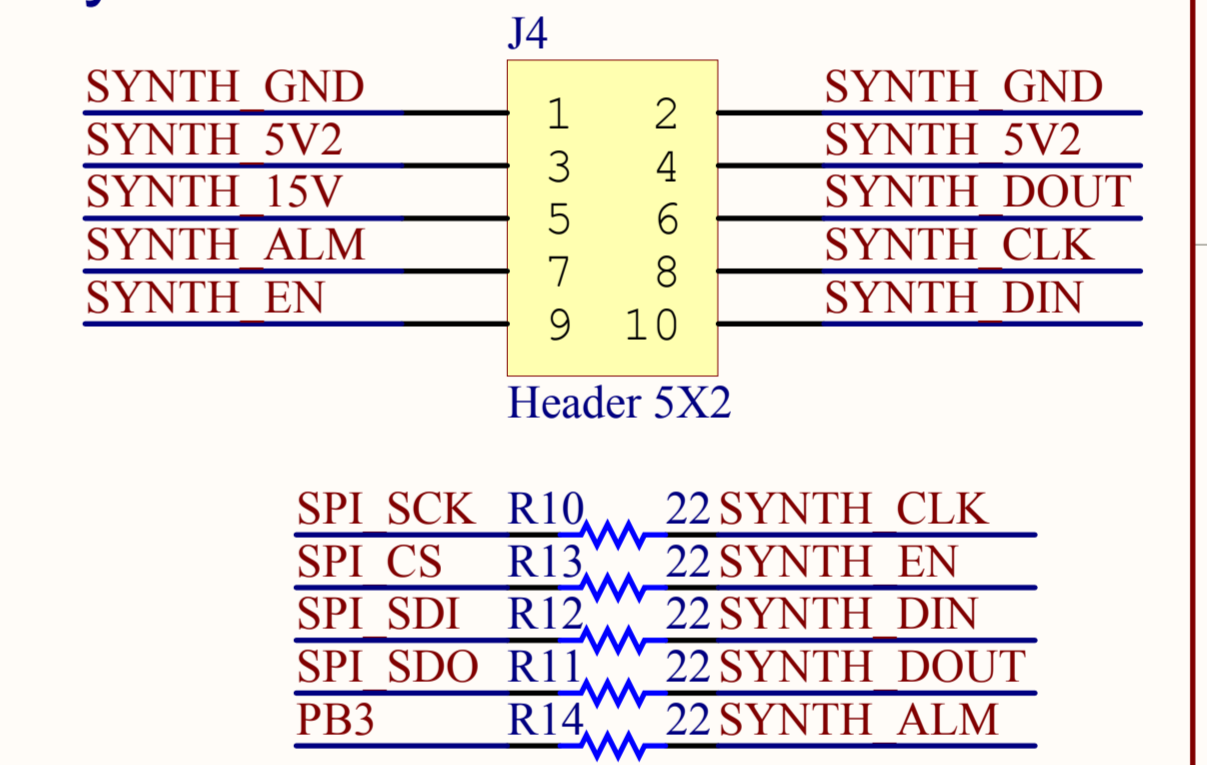 J4
SYNTH_GND 1 2 SYNTH_GND
SYNTH_5V2 3 4 SYNTH_5V2
SYNTH_15V 5 6 SYNTH_DOUT
SYNTH_ALM 7 8 SYNTH_CLK
SYNTH_EN 9 10 SYNTH_DIN
Header 5X2
SPI_SCK R10 22 SYNTH_CLK
SPI_CS R13 22 SYNTH_EN
SPI_SDI R12 22 SYNTH_DIN
SPI_SDO R11 22 SYNTH_DOUT
PB3 R14 22 SYNTH_ALM